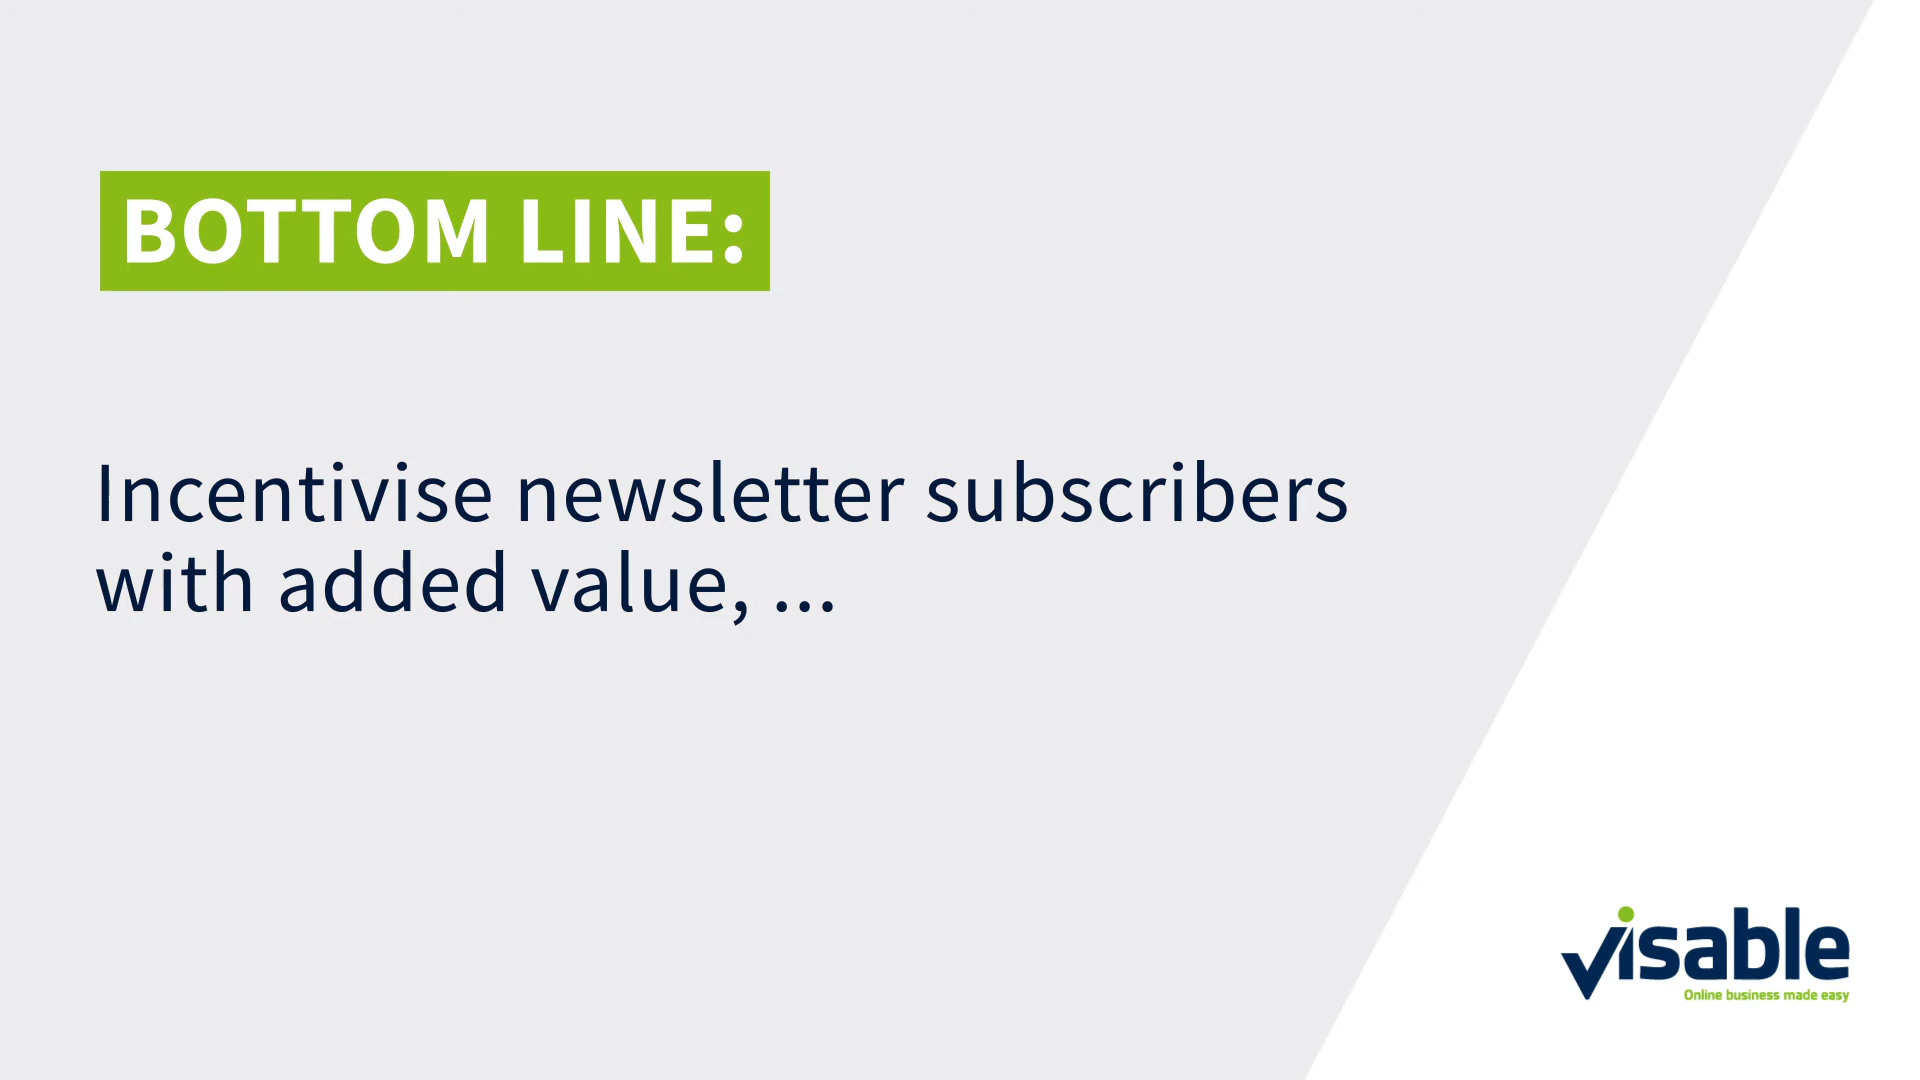 BOTTOM LINE:
Incentivise newsletter subscribers
with added value, ...
visable
Online business made easy